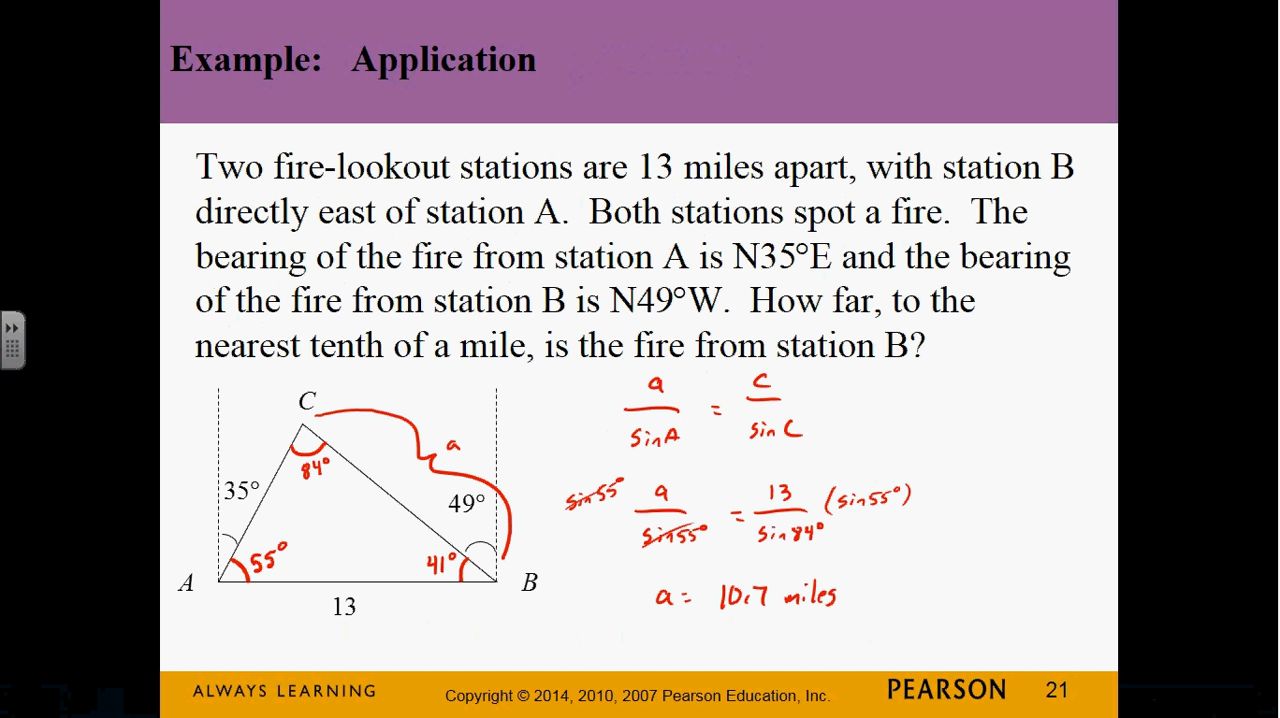 Example: Application
Two fire-lookout stations are 13 miles apart, with station B
directly east of station A. Both stations spot a fire. The
bearing of the fire from station A is N35°E and the bearing
of the fire from station B is N49°W. How far, to the
nearest tenth of a mile, is the fire from station B?
C
84°
a
35°
49°
55°
41°
A
B
13
a/sinA = c/sinC
sin55° a/sin55° = 13/sin84° (sin55°)
a = 10.7 miles
ALWAYS LEARNING
Copyright © 2014, 2010, 2007 Pearson Education, Inc.
PEARSON
21